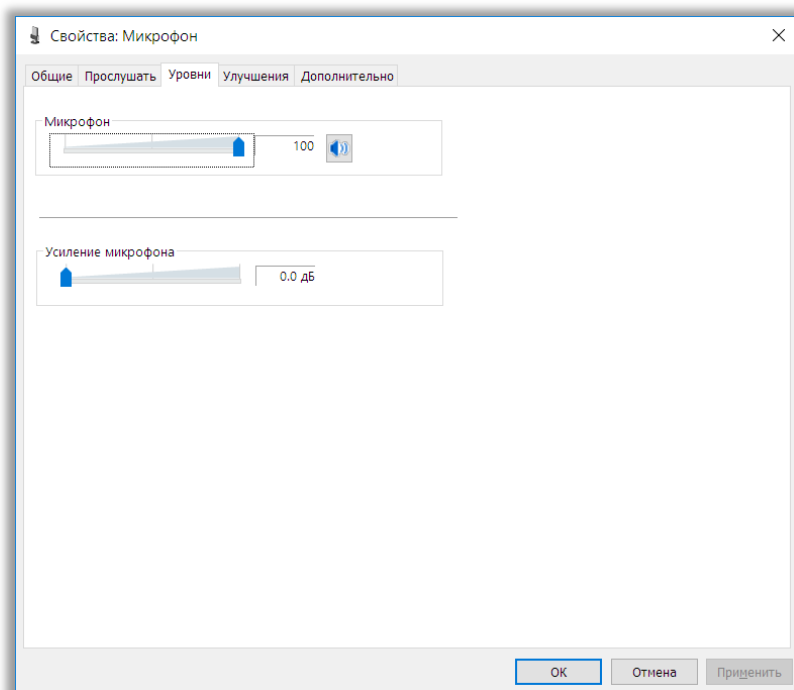 Свойства: Микрофон
Общие Прослушать Уровни Улучшения Дополнительно
Микрофон
100
Усиление микрофона
0.0 дБ
ОК Отмена Применить